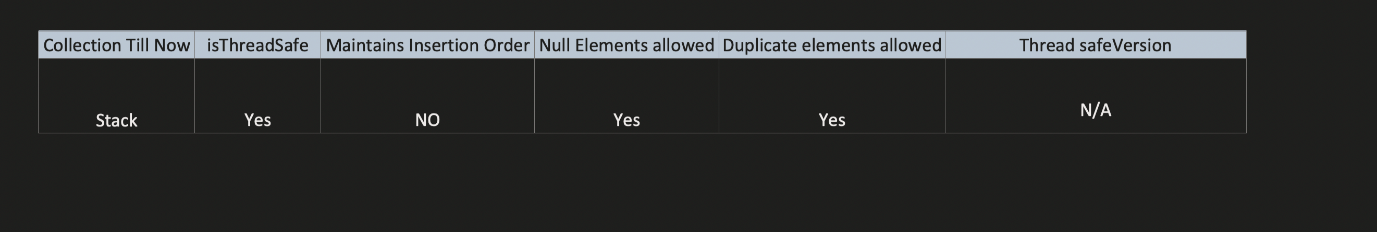 Collection Till Now isThreadSafe Maintains Insertion Order Null Elements allowed Duplicate elements allowed Thread safeVersion
Stack Yes NO Yes Yes N/A